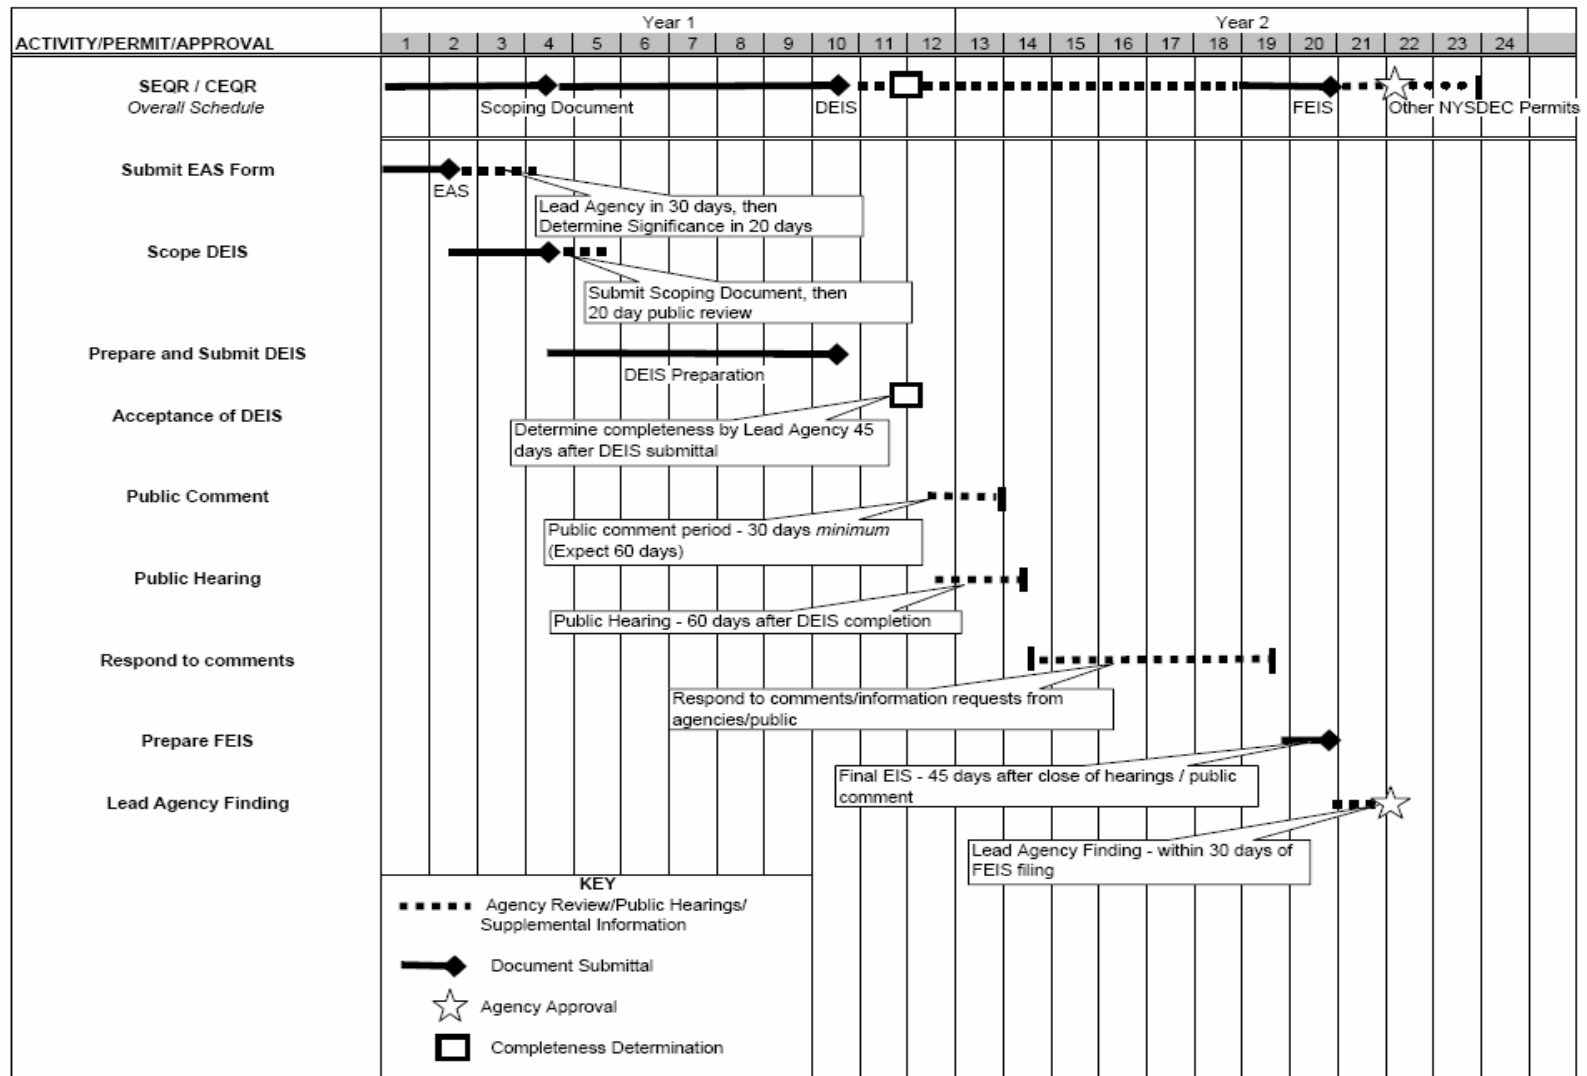 Year 1
Year 2
ACTIVITY/PERMIT/APPROVAL
1 2 3 4 5 6 7 8 9 10 11 12 13 14 15 16 17 18 19 20 21 22 23 24
SEQR / CEQR
Overall Schedule
Scoping Document
DEIS
FEIS
Other NYSDEC Permits
Submit EAS Form
EAS
Lead Agency in 30 days, then
Determine Significance in 20 days
Scope DEIS
Submit Scoping Document, then
20 day public review
Prepare and Submit DEIS
DEIS Preparation
Acceptance of DEIS
Determine completeness by Lead Agency 45
days after DEIS submittal
Public Comment
Public comment period - 30 days minimum
(Expect 60 days)
Public Hearing
Public Hearing - 60 days after DEIS completion
Respond to comments
Respond to comments/information requests from
agencies/public
Prepare FEIS
Final EIS - 45 days after close of hearings / public
comment
Lead Agency Finding
Lead Agency Finding - within 30 days of
FEIS filing
KEY
Agency Review/Public Hearings/
Supplemental Information
Document Submittal
Agency Approval
Completeness Determination